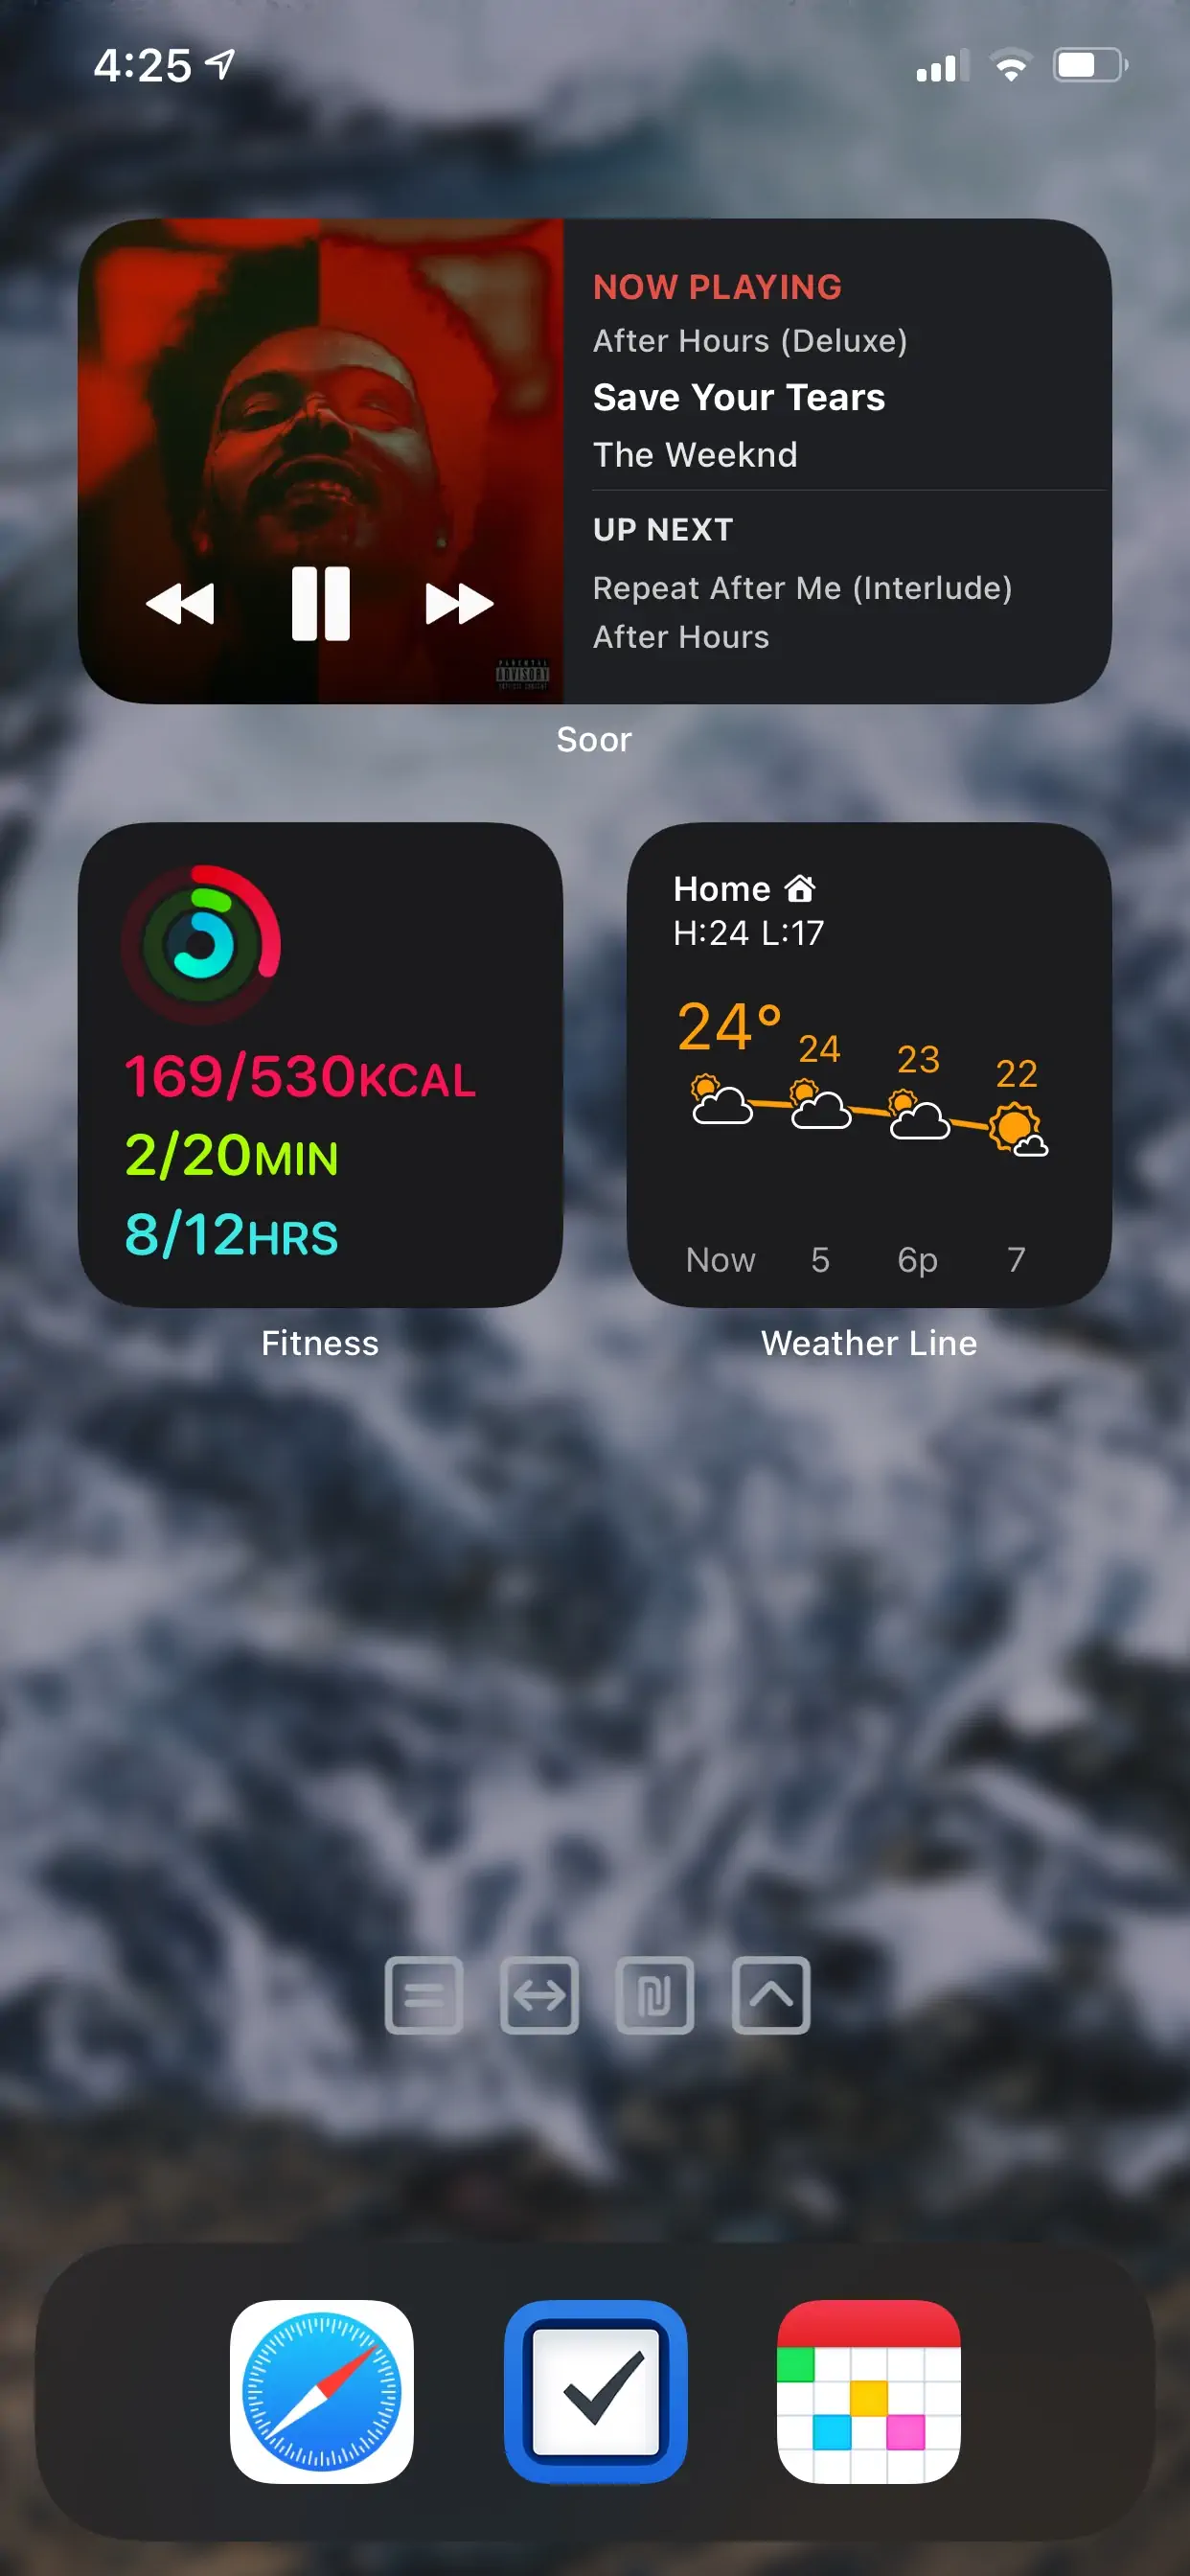 4:25
NOW PLAYING
After Hours (Deluxe)
Save Your Tears
The Weeknd
UP NEXT
Repeat After Me (Interlude)
After Hours
PARENTAL
ADVISORY
EXPLICIT CONTENT
Soor
169/530KCAL
2/20MIN
8/12HRS
Fitness
Home
H:24 L:17
24° 24 23 22
Now 5 6p 7
Weather Line
₪